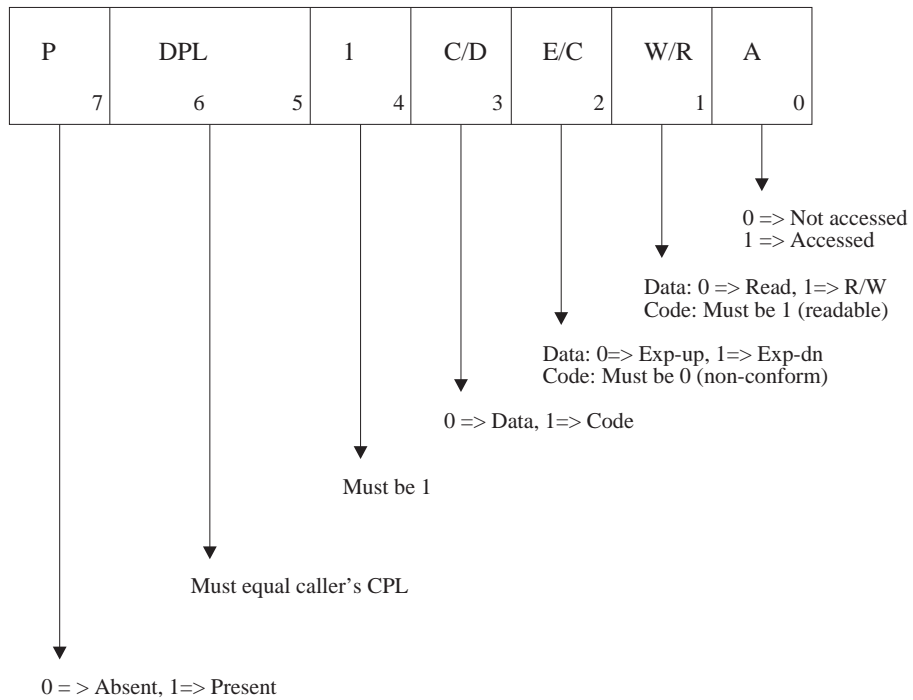 P DPL 1 C/D E/C W/R A
7 6 5 4 3 2 1 0
0 => Not accessed
1 => Accessed
Data: 0 => Read, 1=> R/W
Code: Must be 1 (readable)
Data: 0=> Exp-up, 1=> Exp-dn
Code: Must be 0 (non-conform)
0 => Data, 1=> Code
Must be 1
Must equal caller's CPL
0 = > Absent, 1=> Present